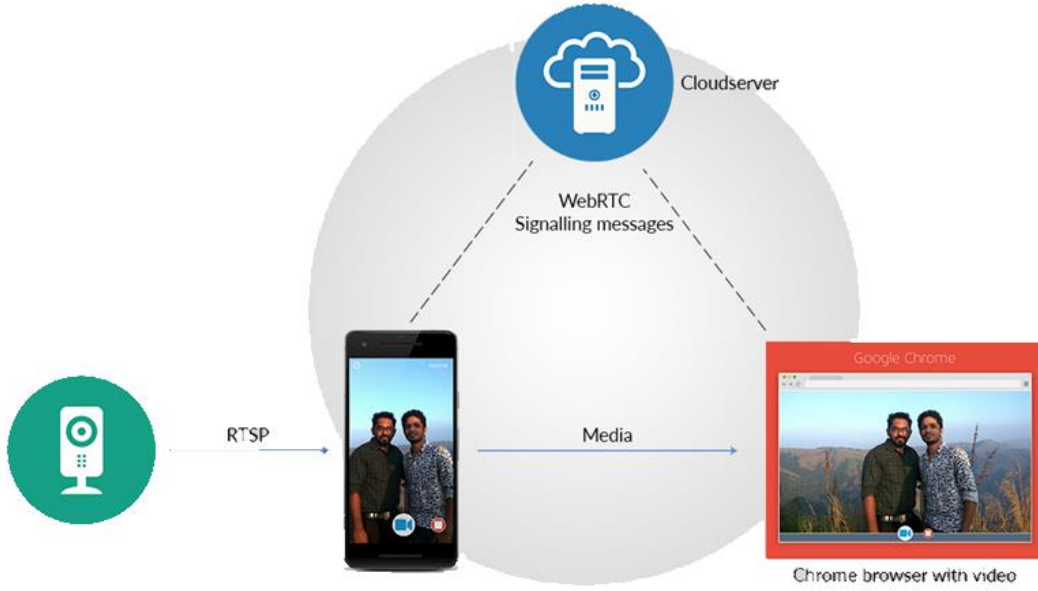 Cloudserver
WebRTC
Signalling messages
Google Chrome
RTSP
Media
Chrome browser with video